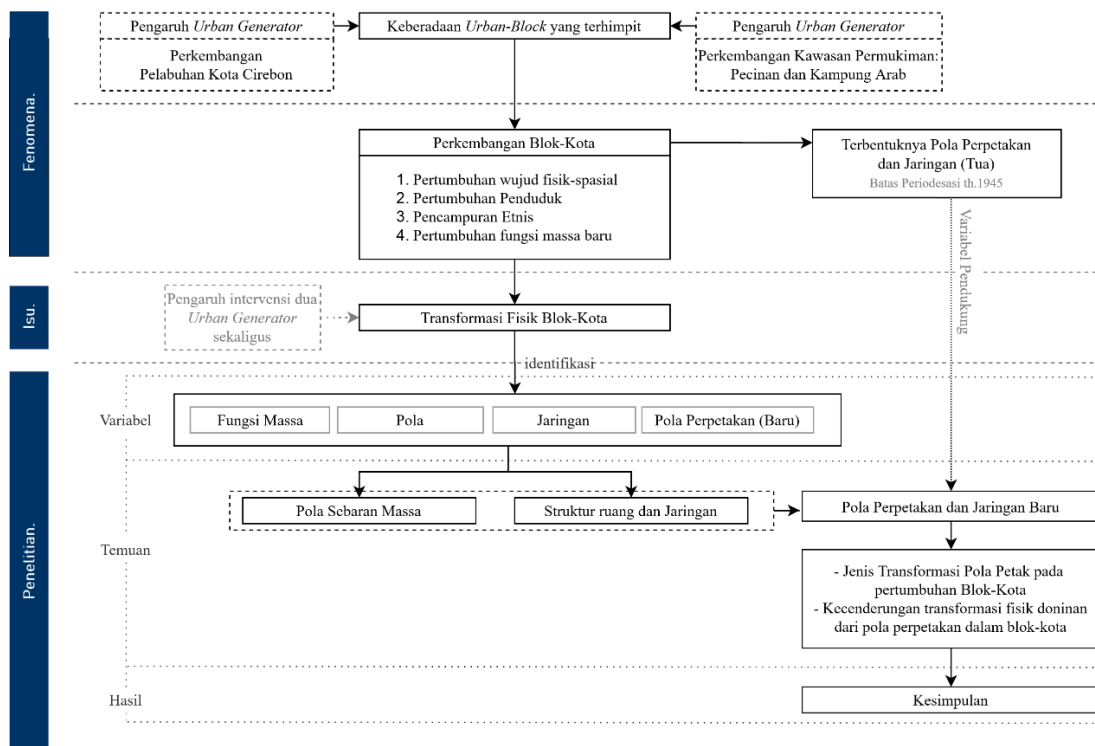 Fenomena.
Pengaruh Urban Generator
Perkembangan
Pelabuhan Kota Cirebon
Keberadaan Urban-Block yang terhimpit
Pengaruh Urban Generator
Perkembangan Kawasan Permukiman:
Pecinan dan Kampung Arab
Perkembangan Blok-Kota
1. Pertumbuhan wujud fisik-spasial
2. Pertumbuhan Penduduk
3. Pencampuran Etnis
4. Pertumbuhan fungsi massa baru
Terbentuknya Pola Perpetakan
dan Jaringan (Tua)
Batas Periodesasi th.1945
Variabel Pendukung
Isu.
Pengaruh intervensi dua
Urban Generator
sekaligus
Transformasi Fisik Blok-Kota
identifikasi
Penelitian.
Variabel
Fungsi Massa
Pola
Jaringan
Pola Perpetakan (Baru)
Temuan
Pola Sebaran Massa
Struktur ruang dan Jaringan
Pola Perpetakan dan Jaringan Baru
- Jenis Transformasi Pola Petak pada
pertumbuhan Blok-Kota
- Kecenderungan transformasi fisik doninan
dari pola perpetakan dalam blok-kota
Hasil
Kesimpulan